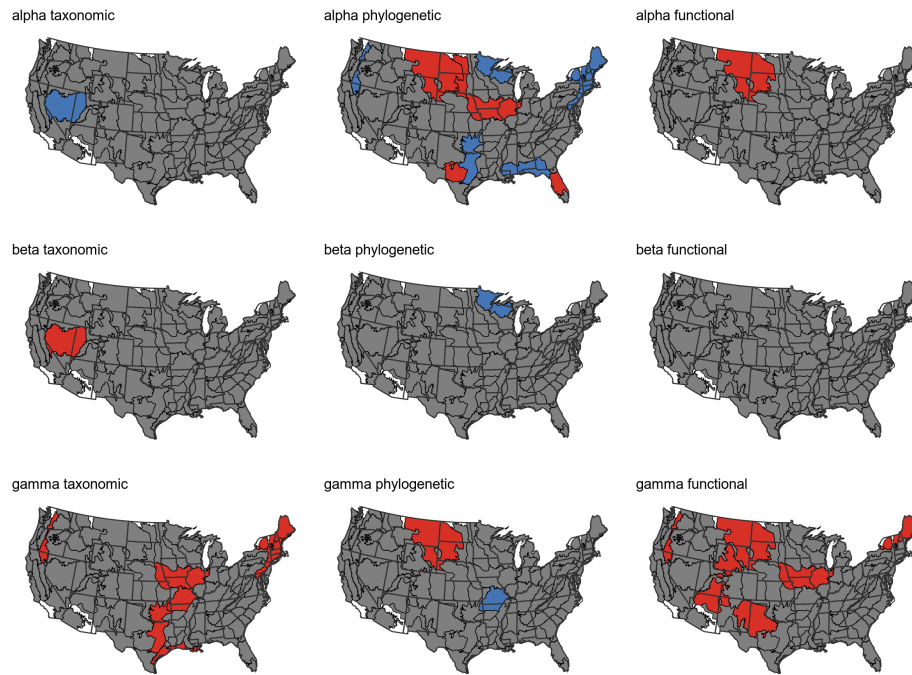 alpha taxonomic
alpha phylogenetic
alpha functional
beta taxonomic
beta phylogenetic
beta functional
gamma taxonomic
gamma phylogenetic
gamma functional